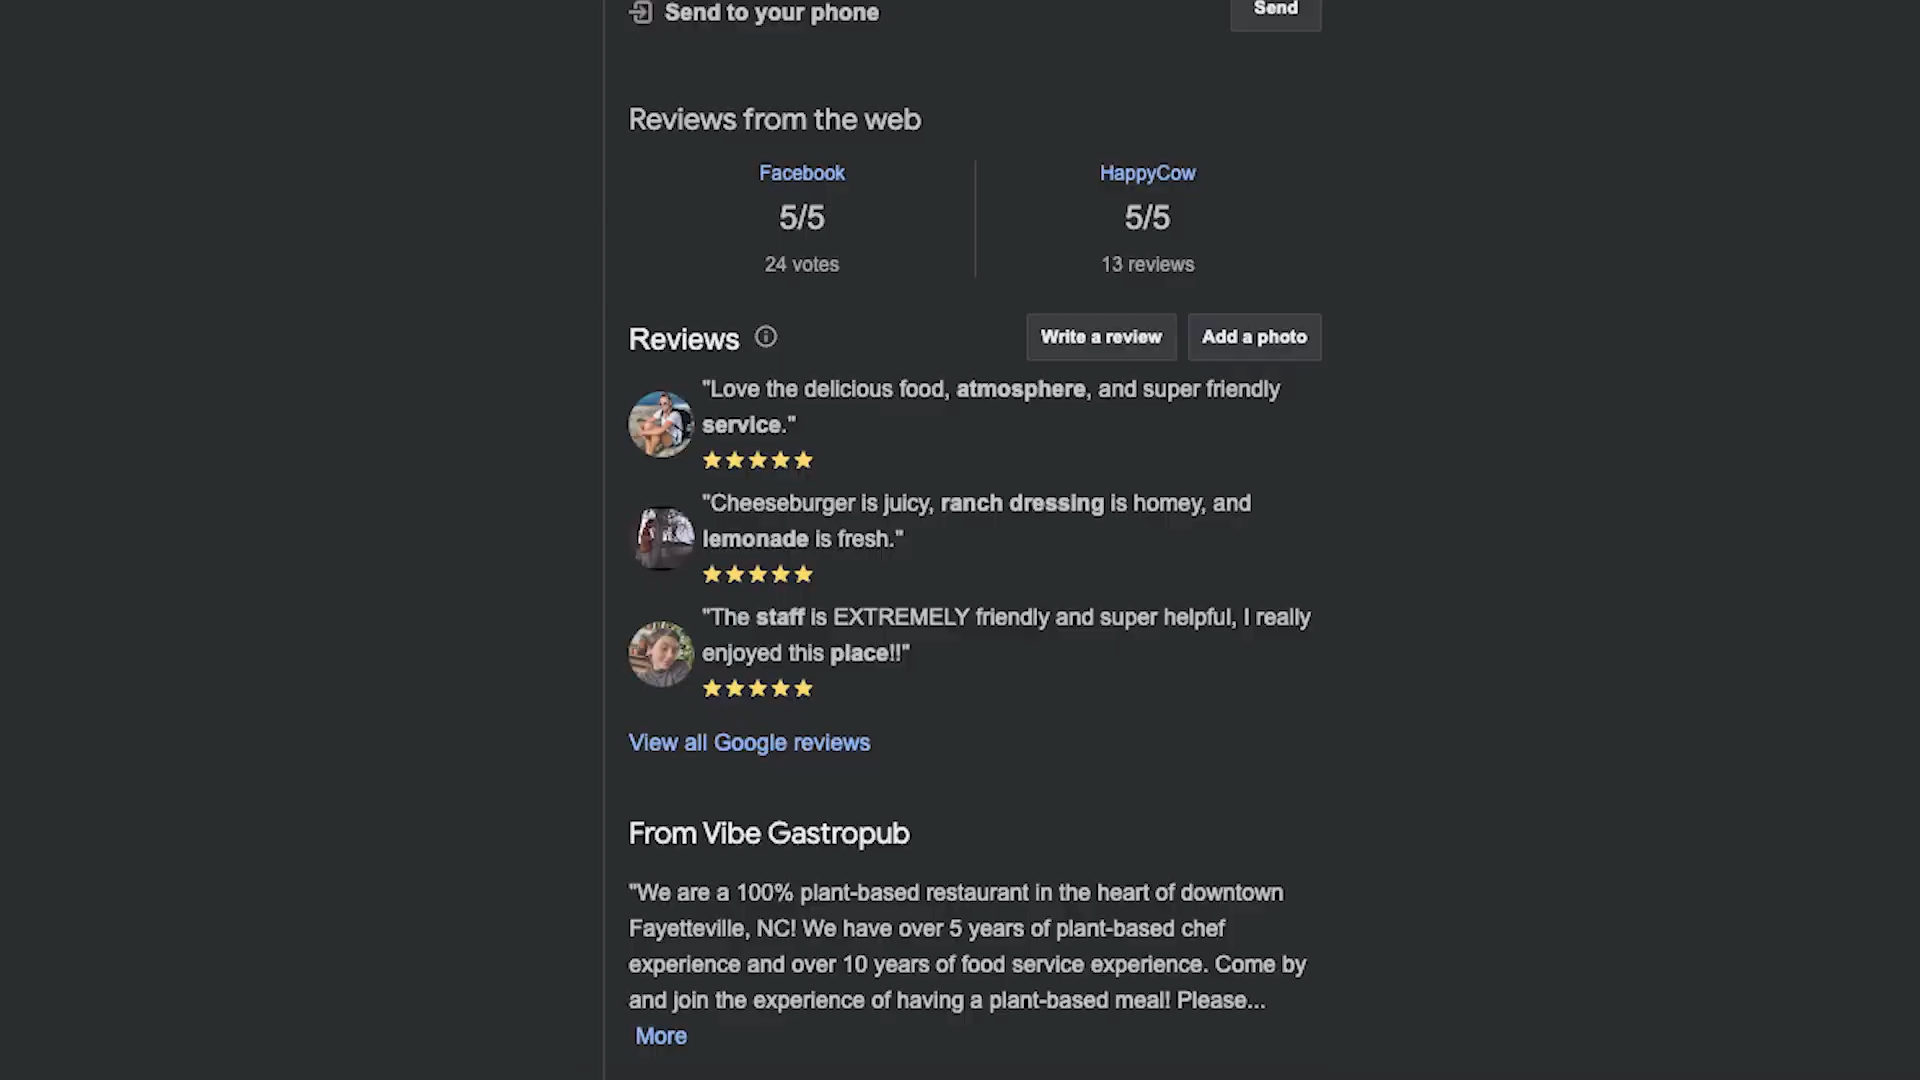 Send to your phone
Send
Reviews from the web
Facebook
5/5
24 votes
HappyCow
5/5
13 reviews
Reviews
Write a review
Add a photo
"Love the delicious food, atmosphere, and super friendly
service."
"Cheeseburger is juicy, ranch dressing is homey, and
lemonade is fresh."
"The staff is EXTREMELY friendly and super helpful, I really
enjoyed this place!!"
View all Google reviews
From Vibe Gastropub
"We are a 100% plant-based restaurant in the heart of downtown
Fayetteville, NC! We have over 5 years of plant-based chef
experience and over 10 years of food service experience. Come by
and join the experience of having a plant-based meal! Please...
More